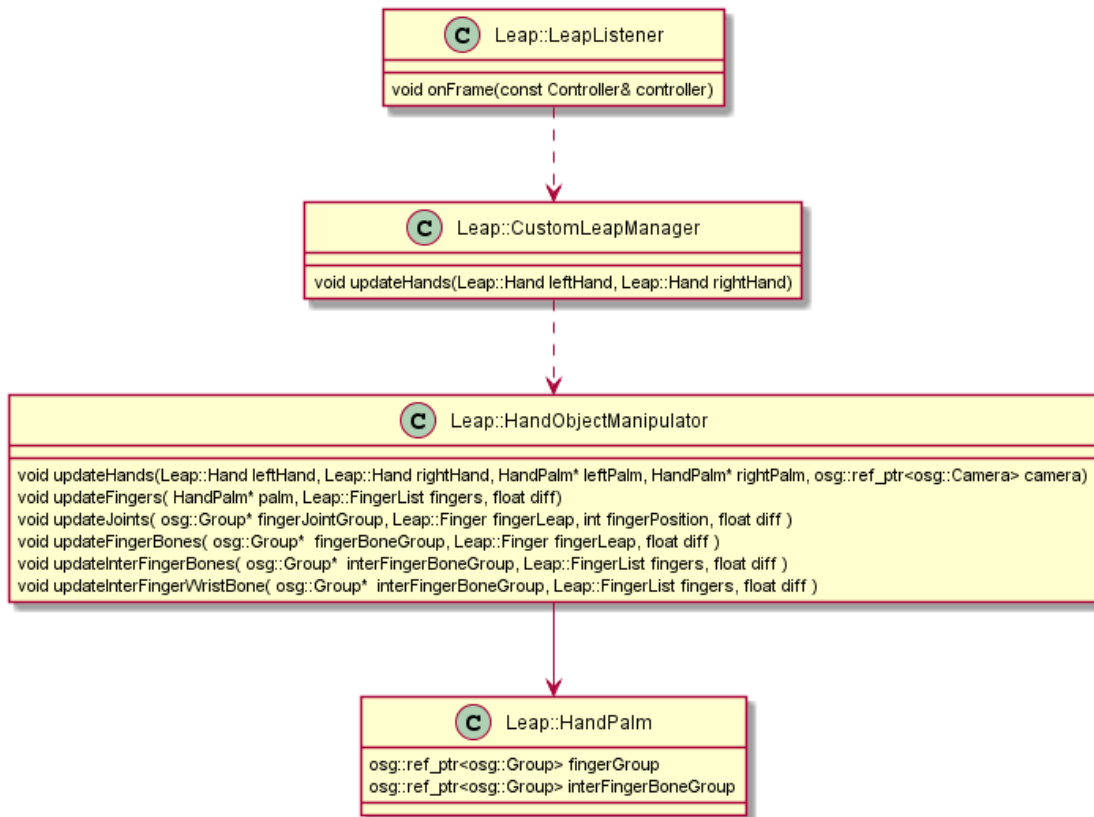 C Leap::LeapListener
void onFrame(const Controller& controller)
C Leap::CustomLeapManager
void updateHands(Leap::Hand leftHand, Leap::Hand rightHand)
C Leap::HandObjectManipulator
void updateHands(Leap::Hand leftHand, Leap::Hand rightHand, HandPalm* leftPalm, HandPalm* rightPalm, osg::ref_ptr<osg::Camera> camera)
void updateFingers( HandPalm* palm, Leap::FingerList fingers, float diff)
void updateJoints( osg::Group* fingerJointGroup, Leap::Finger fingerLeap, int fingerPosition, float diff )
void updateFingerBones( osg::Group*  fingerBoneGroup, Leap::Finger fingerLeap, float diff )
void updateInterFingerBones( osg::Group*  interFingerBoneGroup, Leap::FingerList fingers, float diff )
void updateInterFingerWristBone( osg::Group*  interFingerBoneGroup, Leap::FingerList fingers, float diff )
C Leap::HandPalm
osg::ref_ptr<osg::Group> fingerGroup
osg::ref_ptr<osg::Group> interFingerBoneGroup